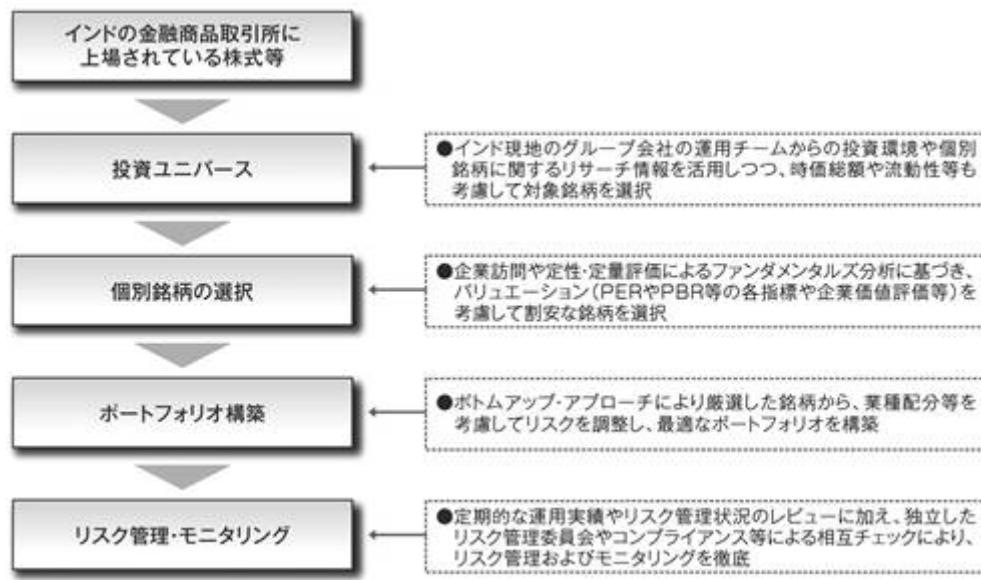 インドの金融商品取引所に
上場されている株式等
投資ユニバース
●インド現地のグループ会社の運用チームからの投資環境や個別
銘柄に関するリサーチ情報を活用しつつ、時価総額や流動性等も
考慮して対象銘柄を選択
個別銘柄の選択
●企業訪問や定性・定量評価によるファンダメンタルズ分析に基づき、
バリュエーション(PERやPBR等の各指標や企業価値評価等)を
考慮して割安な銘柄を選択
ポートフォリオ構築
●ボトムアップ・アプローチにより厳選した銘柄から、業種配分等を
考慮してリスクを調整し、最適なポートフォリオを構築
リスク管理・モニタリング
●定期的な運用実績やリスク管理状況のレビューに加え、独立した
リスク管理委員会やコンプライアンス等による相互チェックにより、
リスク管理およびモニタリングを徹底